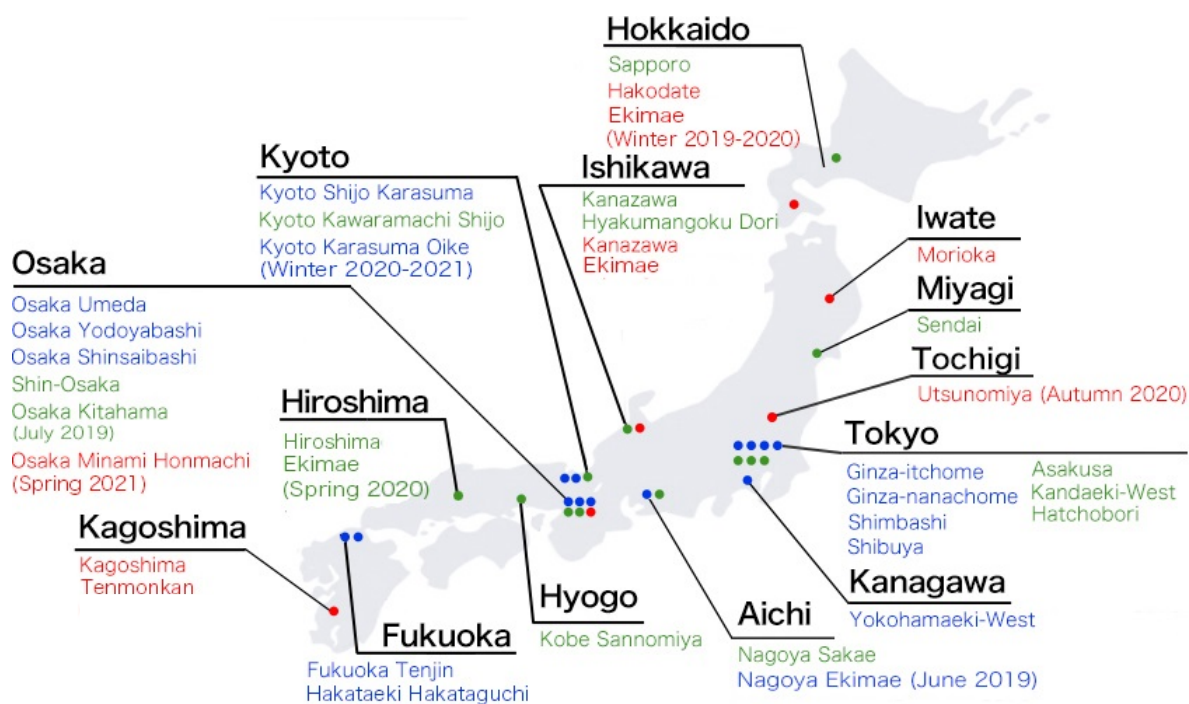 Hokkaido
Sapporo
Hakodate
Ekimae
(Winter 2019-2020)
Kyoto
Kyoto Shijo Karasuma
Kyoto Kawaramachi Shijo
Kyoto Karasuma Oike
(Winter 2020-2021)
Ishikawa
Kanazawa
Hyakumangoku Dori
Kanazawa
Ekimae
Iwate
Morioka
Miyagi
Sendai
Tochigi
Utsunomiya (Autumn 2020)
Osaka
Osaka Umeda
Osaka Yodoyabashi
Osaka Shinsaibashi
Shin-Osaka
Osaka Kitahama
(July 2019)
Osaka Minami Honmachi
(Spring 2021)
Hiroshima
Hiroshima
Ekimae
(Spring 2020)
Tokyo
Ginza-itchome
Ginza-nanachome
Shimbashi
Shibuya
Asakusa
Kandaeki-West
Hatchobori
Kagoshima
Kagoshima
Tenmonkan
Fukuoka
Fukuoka Tenjin
Hakataeki Hakataguchi
Hyogo
Kobe Sannomiya
Aichi
Nagoya Sakae
Nagoya Ekimae (June 2019)
Kanagawa
Yokohamaeki-West